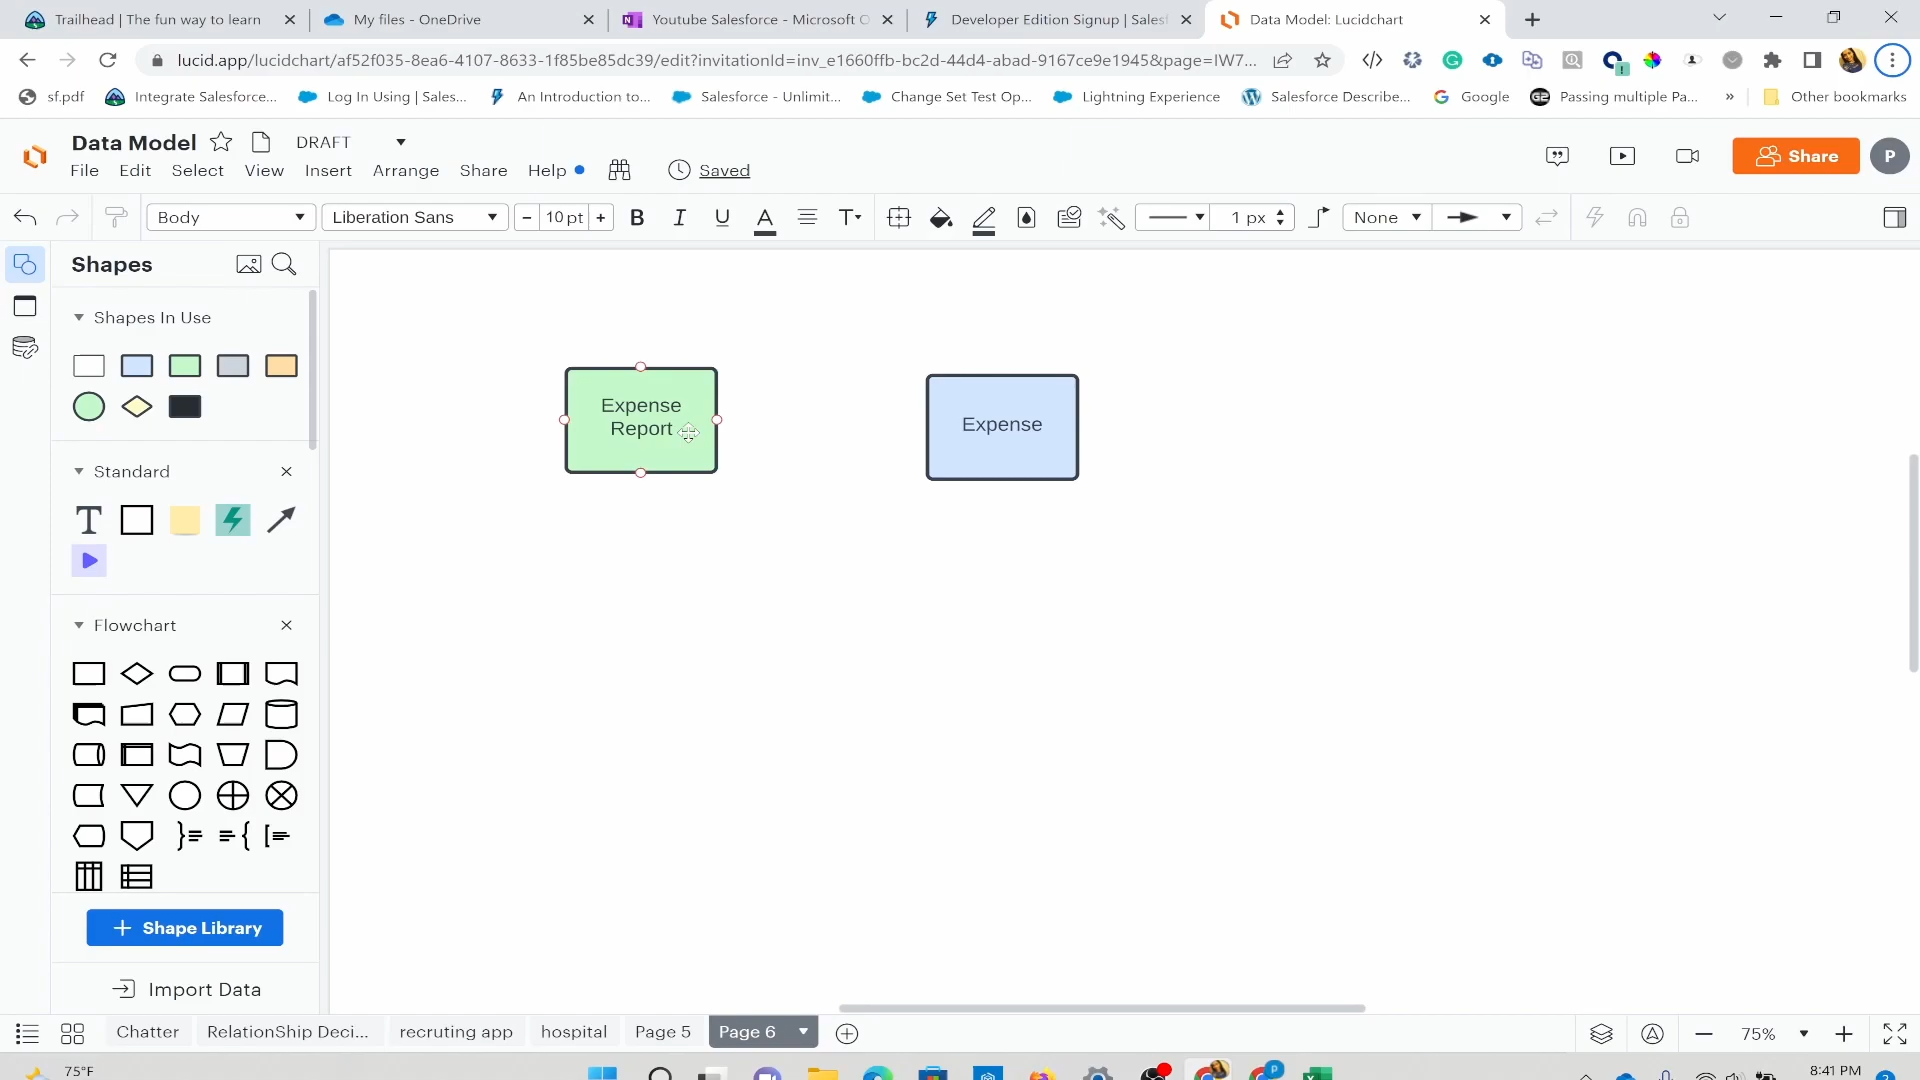 Trailhead | The fun way to learn
My files - OneDrive
Youtube Salesforce - Microsoft O
Developer Edition Signup | Sales
Data Model: Lucidchart
lucid.app/lucidchart/af52f035-8ea6-4107-8633-1f85be85dc39/edit?invitationId=inv_e1660ffb-bc2d-44d4-abad-9167ce9e1945&page=IW7...
sf.pdf
Integrate Salesforce...
Log In Using | Sales...
An Introduction to...
Salesforce - Unlimit...
Change Set Test Op...
Lightning Experience
Salesforce Describe...
Google
Passing multiple Pa...
»
Other bookmarks
Data Model
DRAFT
File Edit Select View Insert Arrange Share Help
Saved
Share
P
Body
Liberation Sans
- 10 pt +
B I U A T
1 px
None
Shapes
Shapes In Use
Standard
T
Flowchart
+ Shape Library
Import Data
Expense
Report
Expense
Chatter
RelationShip Deci...
recruting app
hospital
Page 5
Page 6
75%
75°F
8:41 PM